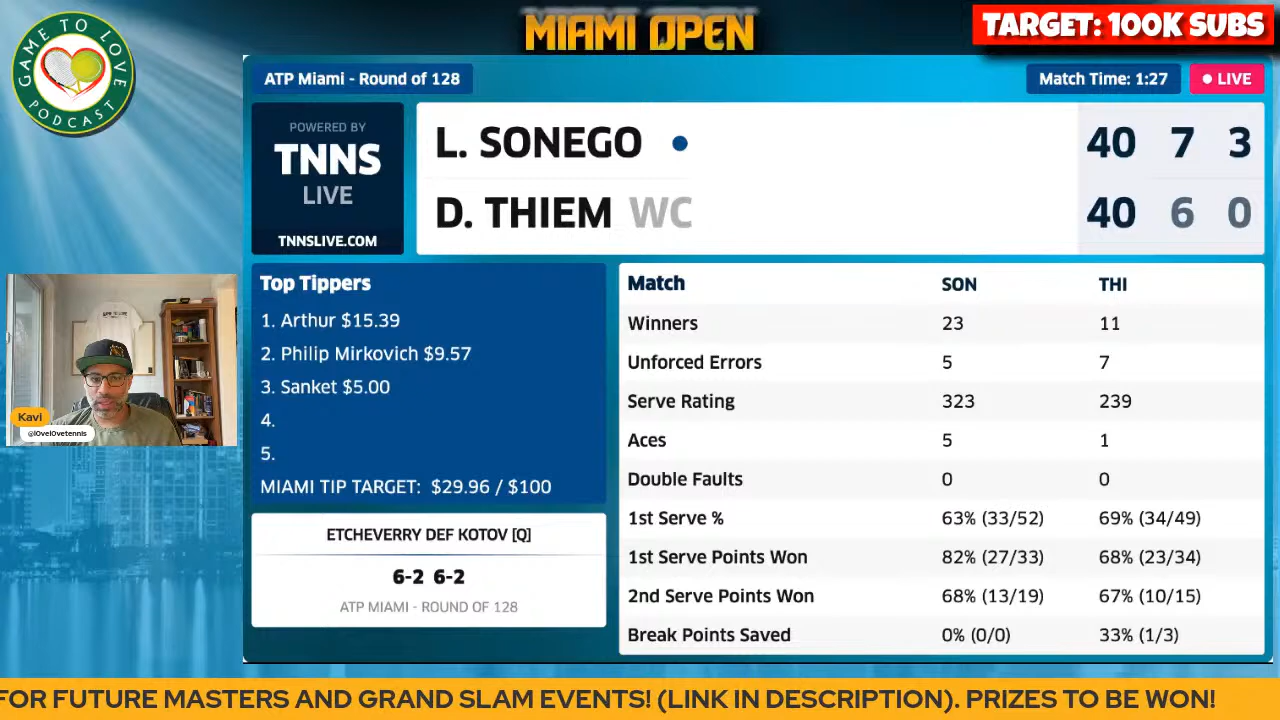 GAME TO LOVE
PODCAST
MIAMI OPEN
TARGET: 100K SUBS
ATP Miami - Round of 128
Match Time: 1:27
LIVE
POWERED BY
TNNS
LIVE
TNNSLIVE.COM
L. SONEGO 40 7 3
D. THIEM WC 40 6 0
Top Tippers
1. Arthur $15.39
2. Philip Mirkovich $9.57
3. Sanket $5.00
4.
5.
MIAMI TIP TARGET: $29.96 / $100
ETCHEVERRY DEF KOTOV [Q]
6-2 6-2
ATP MIAMI - ROUND OF 128
Match SON THI
Winners 23 11
Unforced Errors 5 7
Serve Rating 323 239
Aces 5 1
Double Faults 0 0
1st Serve % 63% (33/52) 69% (34/49)
1st Serve Points Won 82% (27/33) 68% (23/34)
2nd Serve Points Won 68% (13/19) 67% (10/15)
Break Points Saved 0% (0/0) 33% (1/3)
Kavi
@l0vel0vetennis
FOR FUTURE MASTERS AND GRAND SLAM EVENTS! (LINK IN DESCRIPTION). PRIZES TO BE WON!